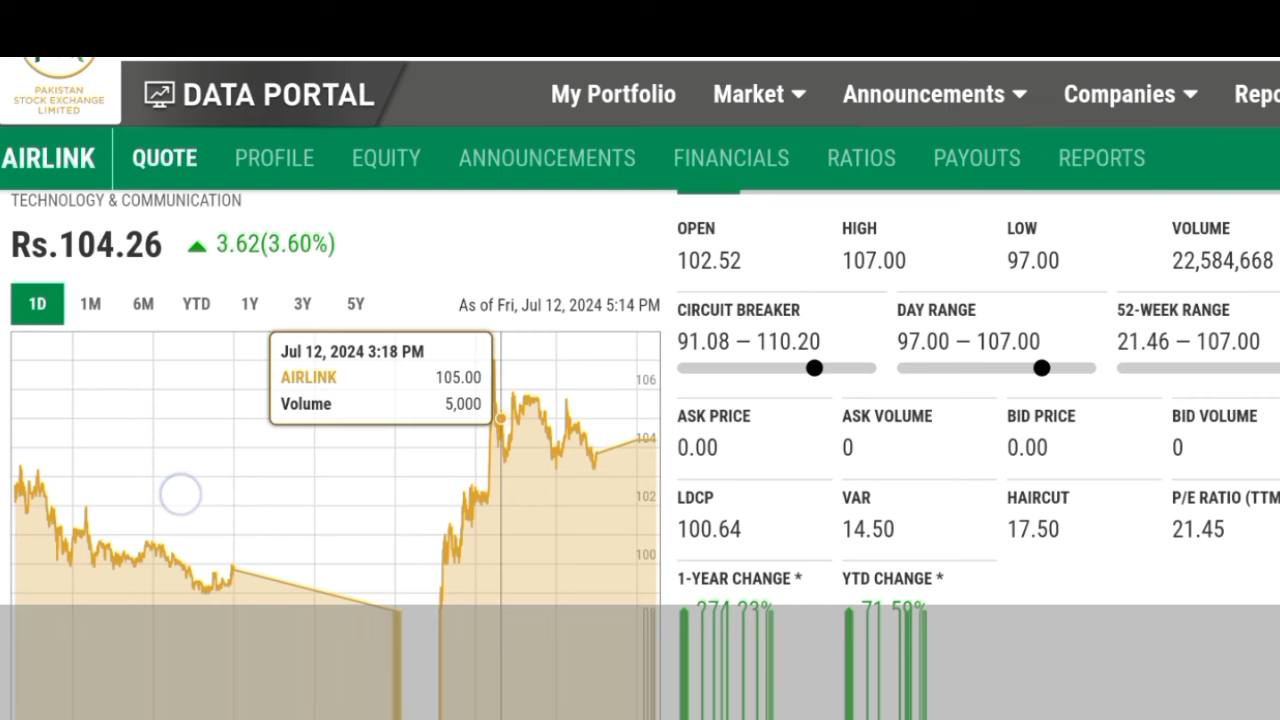 PAKISTAN
STOCK EXCHANGE
LIMITED
DATA PORTAL
My Portfolio
Market
Announcements
Companies
AIRLINK
QUOTE
PROFILE
EQUITY
ANNOUNCEMENTS
FINANCIALS
RATIOS
PAYOUTS
REPORTS
TECHNOLOGY & COMMUNICATION
Rs.104.26
3.62(3.60%)
1D 1M 6M YTD 1Y 3Y 5Y
As of Fri, Jul 12, 2024 5:14 PM
Jul 12, 2024 3:18 PM
AIRLINK 105.00
Volume 5,000
106
104
102
100
OPEN HIGH LOW VOLUME
102.52 107.00 97.00 22,584,668
CIRCUIT BREAKER DAY RANGE 52-WEEK RANGE
91.08 — 110.20 97.00 — 107.00 21.46 — 107.00
ASK PRICE ASK VOLUME BID PRICE BID VOLUME
0.00 0 0.00 0
LDCP VAR HAIRCUT P/E RATIO (TTM
100.64 14.50 17.50 21.45
1-YEAR CHANGE * YTD CHANGE *